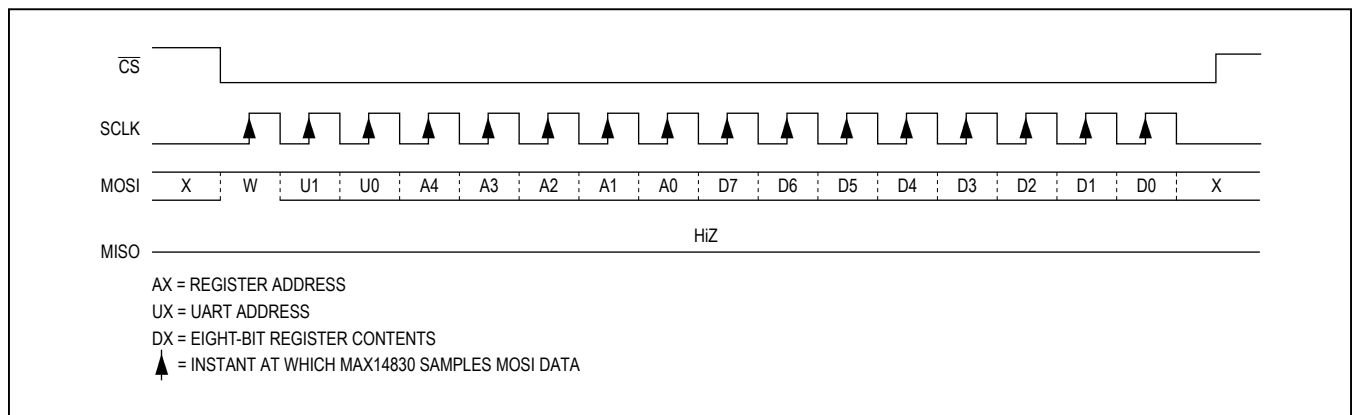 CS
SCLK
MOSI X W U1 U0 A4 A3 A2 A1 A0 D7 D6 D5 D4 D3 D2 D1 D0 X
HiZ
MISO
AX = REGISTER ADDRESS
UX = UART ADDRESS
DX = EIGHT-BIT REGISTER CONTENTS
= INSTANT AT WHICH MAX14830 SAMPLES MOSI DATA